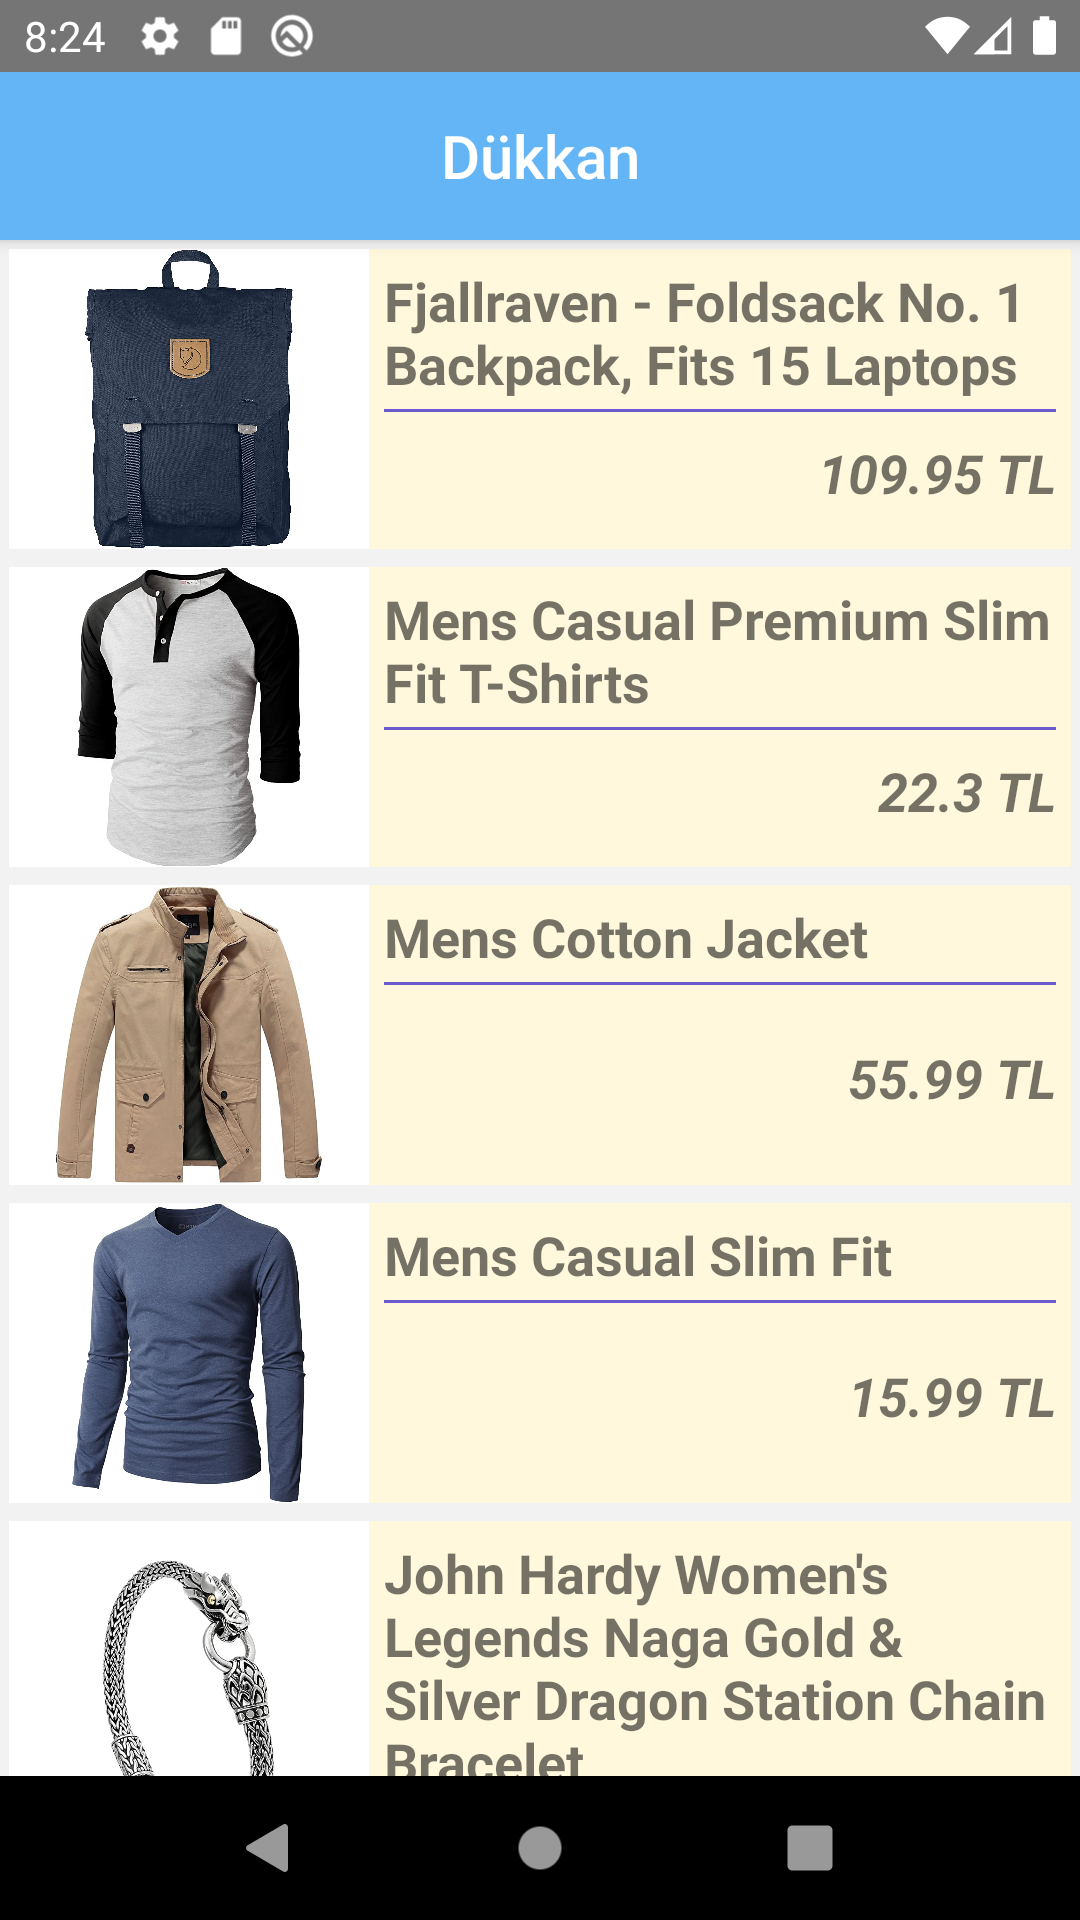 8:24
Dükkan
Fjallraven - Foldsack No. 1
Backpack, Fits 15 Laptops
109.95 TL
Mens Casual Premium Slim
Fit T-Shirts
22.3 TL
Mens Cotton Jacket
55.99 TL
Mens Casual Slim Fit
15.99 TL
John Hardy Women's
Legends Naga Gold &
Silver Dragon Station Chain
Bracelet